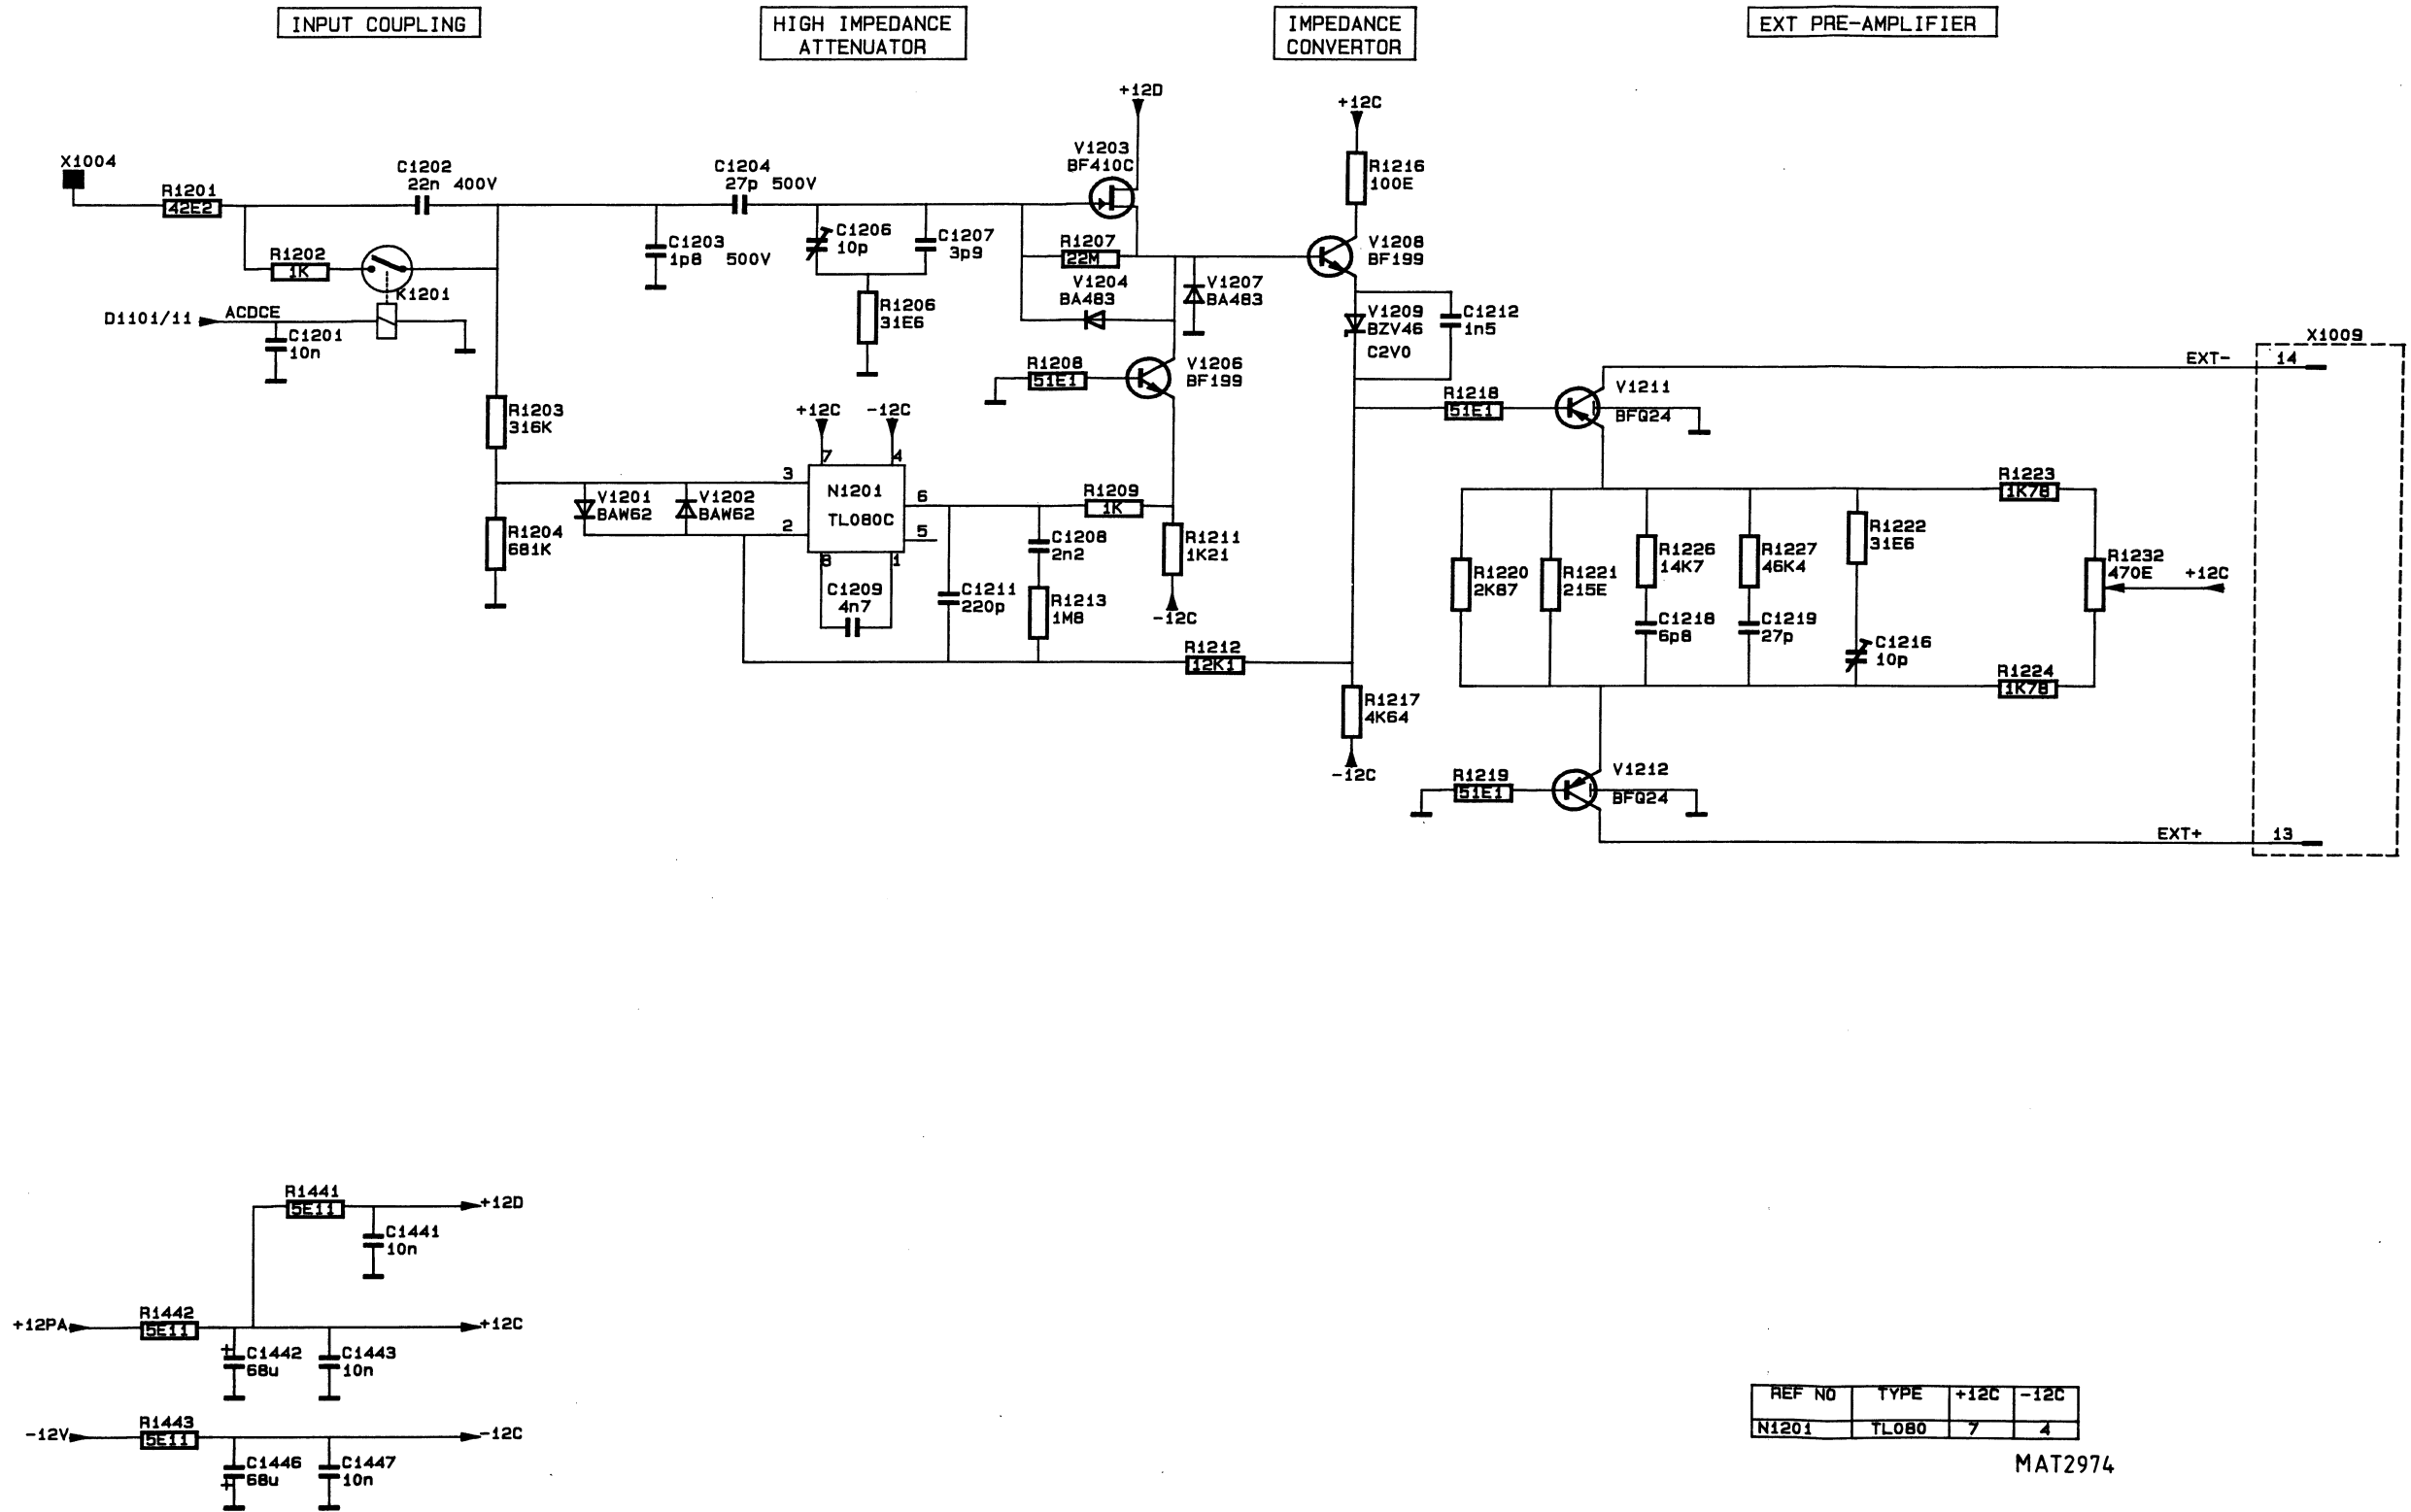 INPUT COUPLING
HIGH IMPEDANCE
ATTENUATOR
IMPEDANCE
CONVERTOR
EXT PRE-AMPLIFIER
X1004
R1201
42E2
C1202
22n 400V
R1202
1K
K1201
D1101/11
ACDCE
C1201
10n
C1203
1p8 500V
C1204
27p 500V
C1206
10p
C1207
3p9
R1206
31E6
+12D
V1203
BF410C
R1207
22M
V1204
BA483
V1207
BA483
R1208
51E1
V1206
BF199
+12C
R1216
100E
V1208
BF199
V1209
BZV46
C2V0
C1212
1n5
R1203
316K
R1204
681K
V1201
BAW62
V1202
BAW62
+12C
-12C
7
4
3
2
N1201
TL080C
6
5
8
1
C1209
4n7
C1211
220p
C1208
2n2
R1213
1M8
R1209
1K
R1211
1K21
-12C
R1212
12K1
R1217
4K64
-12C
R1218
51E1
V1211
BFQ24
EXT-
14
X1009
R1220
2K87
R1221
215E
R1226
14K7
C1218
6p8
R1227
46K4
C1219
27p
R1222
31E6
C1216
10p
R1223
1K78
R1232
470E
+12C
R1224
1K78
R1219
51E1
V1212
BFQ24
EXT+
13
R1441
5E11
+12D
C1441
10n
+12PA
R1442
5E11
+12C
+
C1442
68u
C1443
10n
-12V
R1443
5E11
-12C
C1446
68u
+
C1447
10n
REF NO TYPE +12C -12C
N1201 TL080 7 4
MAT2974